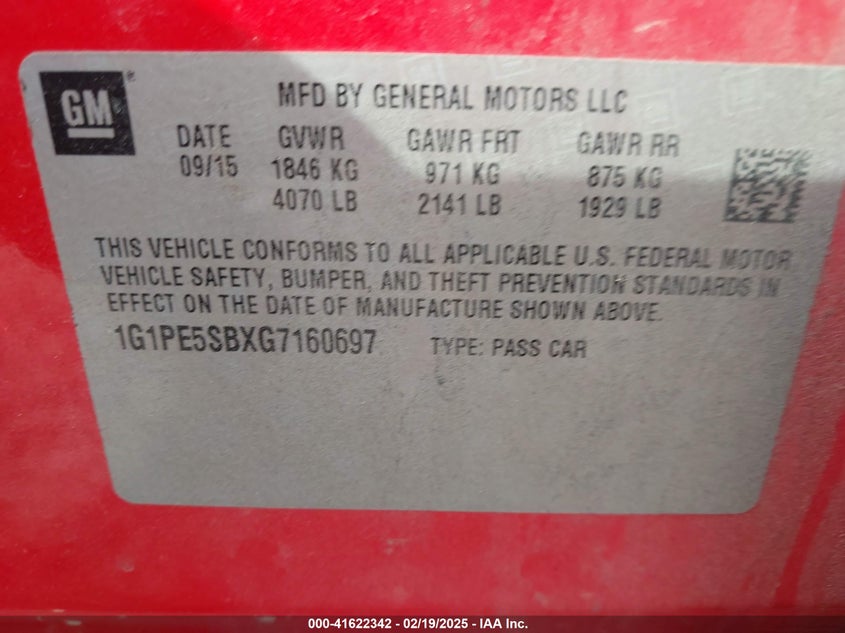 GM
MFD BY GENERAL MOTORS LLC
DATE GVWR GAWR FRT GAWR RR
09/15 1846 KG 971 KG 875 KG
4070 LB 2141 LB 1929 LB
THIS VEHICLE CONFORMS TO ALL APPLICABLE U.S. FEDERAL MOTOR
VEHICLE SAFETY, BUMPER, AND THEFT PREVENTION STANDARDS IN
EFFECT ON THE DATE OF MANUFACTURE SHOWN ABOVE.
1G1PE5SBXG7160697 TYPE: PASS CAR
000-41622342 - 02/19/2025 - IAA Inc.